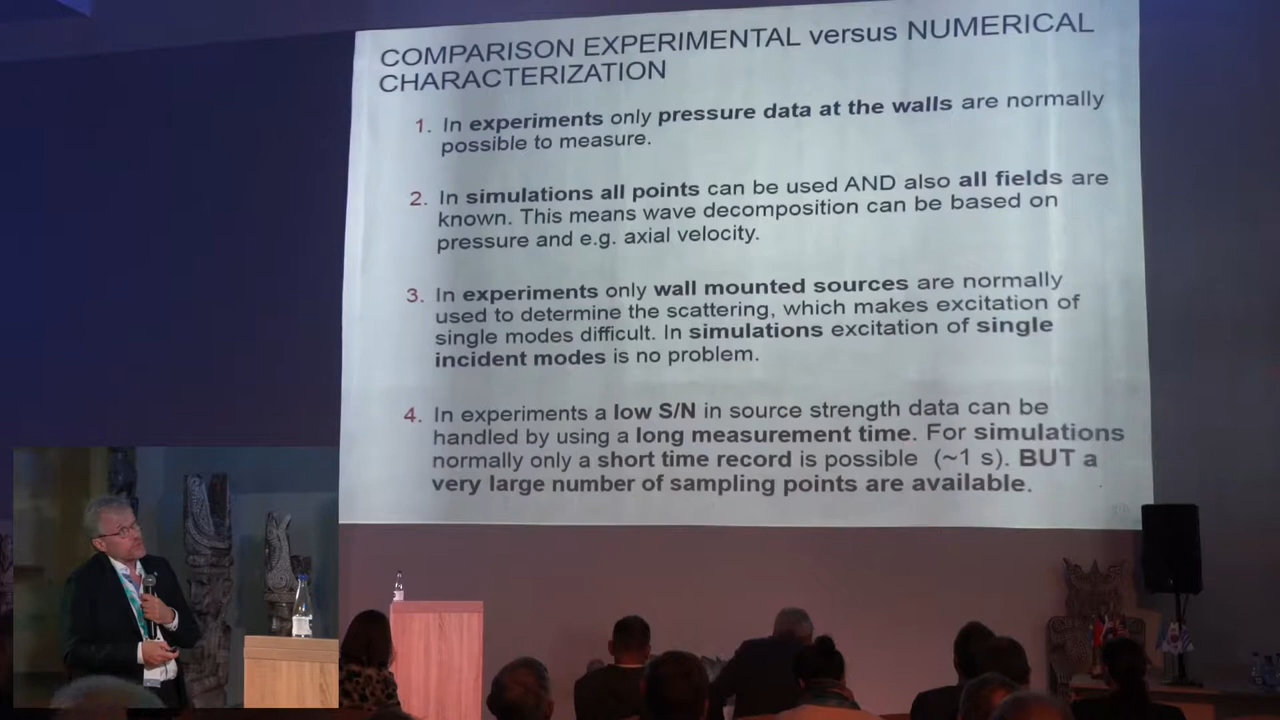 COMPARISON EXPERIMENTAL versus NUMERICAL
CHARACTERIZATION
1. In experiments only pressure data at the walls are normally
possible to measure.
2. In simulations all points can be used AND also all fields are
known. This means wave decomposition can be based on
pressure and e.g. axial velocity.
3. In experiments only wall mounted sources are normally
used to determine the scattering, which makes excitation of
single modes difficult. In simulations excitation of single
incident modes is no problem.
4. In experiments a low S/N in source strength data can be
handled by using a long measurement time. For simulations
normally only a short time record is possible (~1 s). BUT a
very large number of sampling points are available.